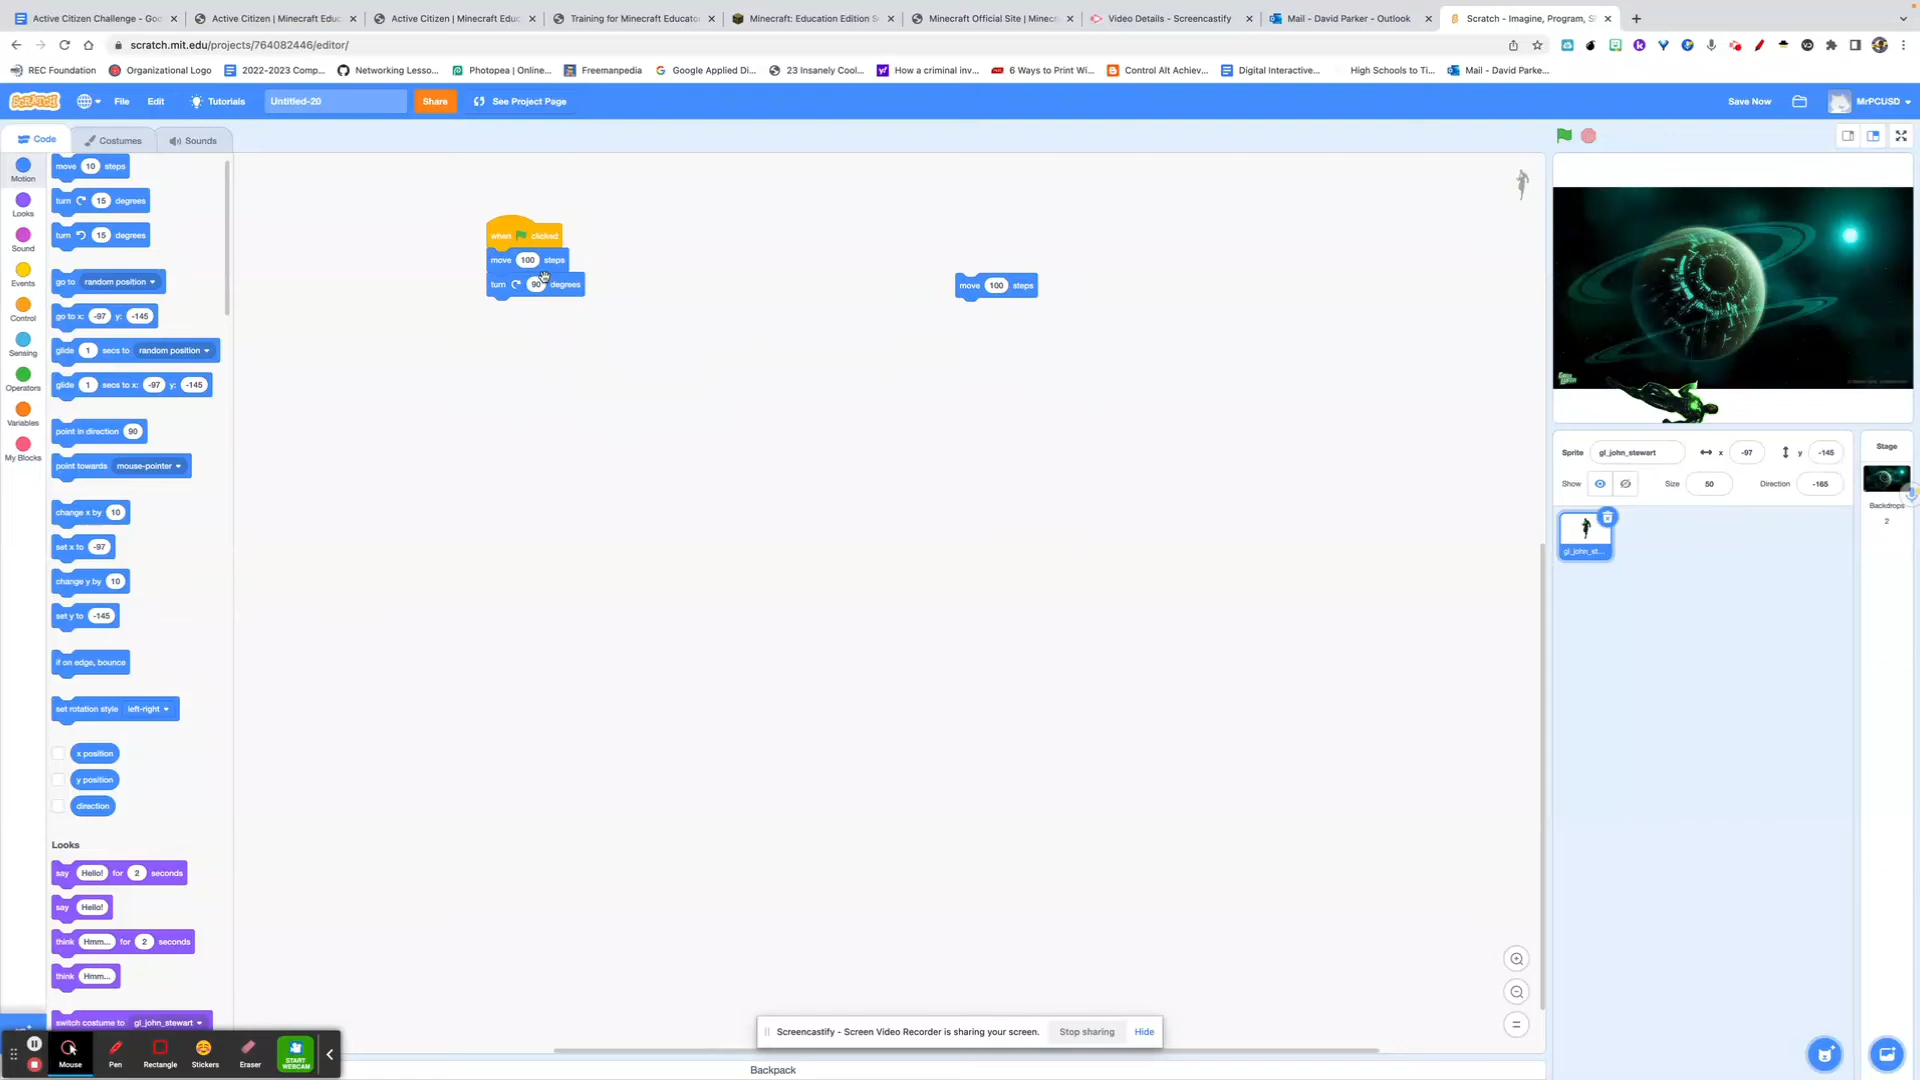 Active Citizen Challenge - Goo
Active Citizen | Minecraft Educ
Active Citizen | Minecraft Educ
Training for Minecraft Educator
Minecraft: Education Edition S
Minecraft Official Site | Minec
Video Details - Screencastify
Mail - David Parker - Outlook
Scratch - Imagine, Program, S
scratch.mit.edu/projects/764082446/editor/
REC Foundation
Organizational Logo
2022-2023 Comp...
Networking Lesso...
Photopea | Online...
Freemanpedia
Google Applied Di...
23 Insanely Cool...
How a criminal inv...
6 Ways to Print Wi...
Control Alt Achiev...
Digital Interactive...
High Schools to Ti...
Mail - David Parke...
SCRATCH
File
Edit
Tutorials
Untitled-20
Share
See Project Page
Save Now
MrPCUSD
Code
Costumes
Sounds
Motion
Looks
Sound
Events
Control
Sensing
Operators
Variables
My Blocks
move 10 steps
turn 15 degrees
turn 15 degrees
go to random position
go to x: -97 y: -145
glide 1 secs to random position
glide 1 secs to x: -97 y: -145
point in direction 90
point towards mouse-pointer
change x by 10
set x to -97
change y by 10
set y to -145
if on edge, bounce
set rotation style left-right
x position
y position
direction
Looks
say Hello! for 2 seconds
say Hello!
think Hmm... for 2 seconds
think Hmm...
switch costume to gl_john_stewart
when clicked
move 100 steps
turn 90 degrees
move 100 steps
Sprite gl_john_stewart x -97 y -145
Show Size 50 Direction -165
gl_john_st...
Stage
Backdrops
2
Mouse
Pen
Rectangle
Stickers
Eraser
START
WEBCAM
Screencastify - Screen Video Recorder is sharing your screen.
Stop sharing
Hide
Backpack